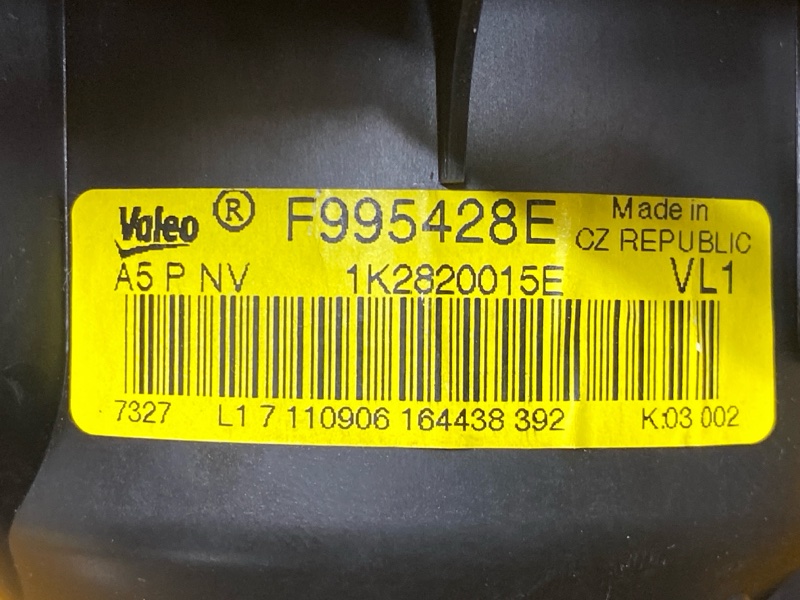 Valeo ® F995428E Made in
CZ REPUBLIC
A5 P NV 1K2820015E VL1
7327 L1 7 110906 164438 392 K:03 002